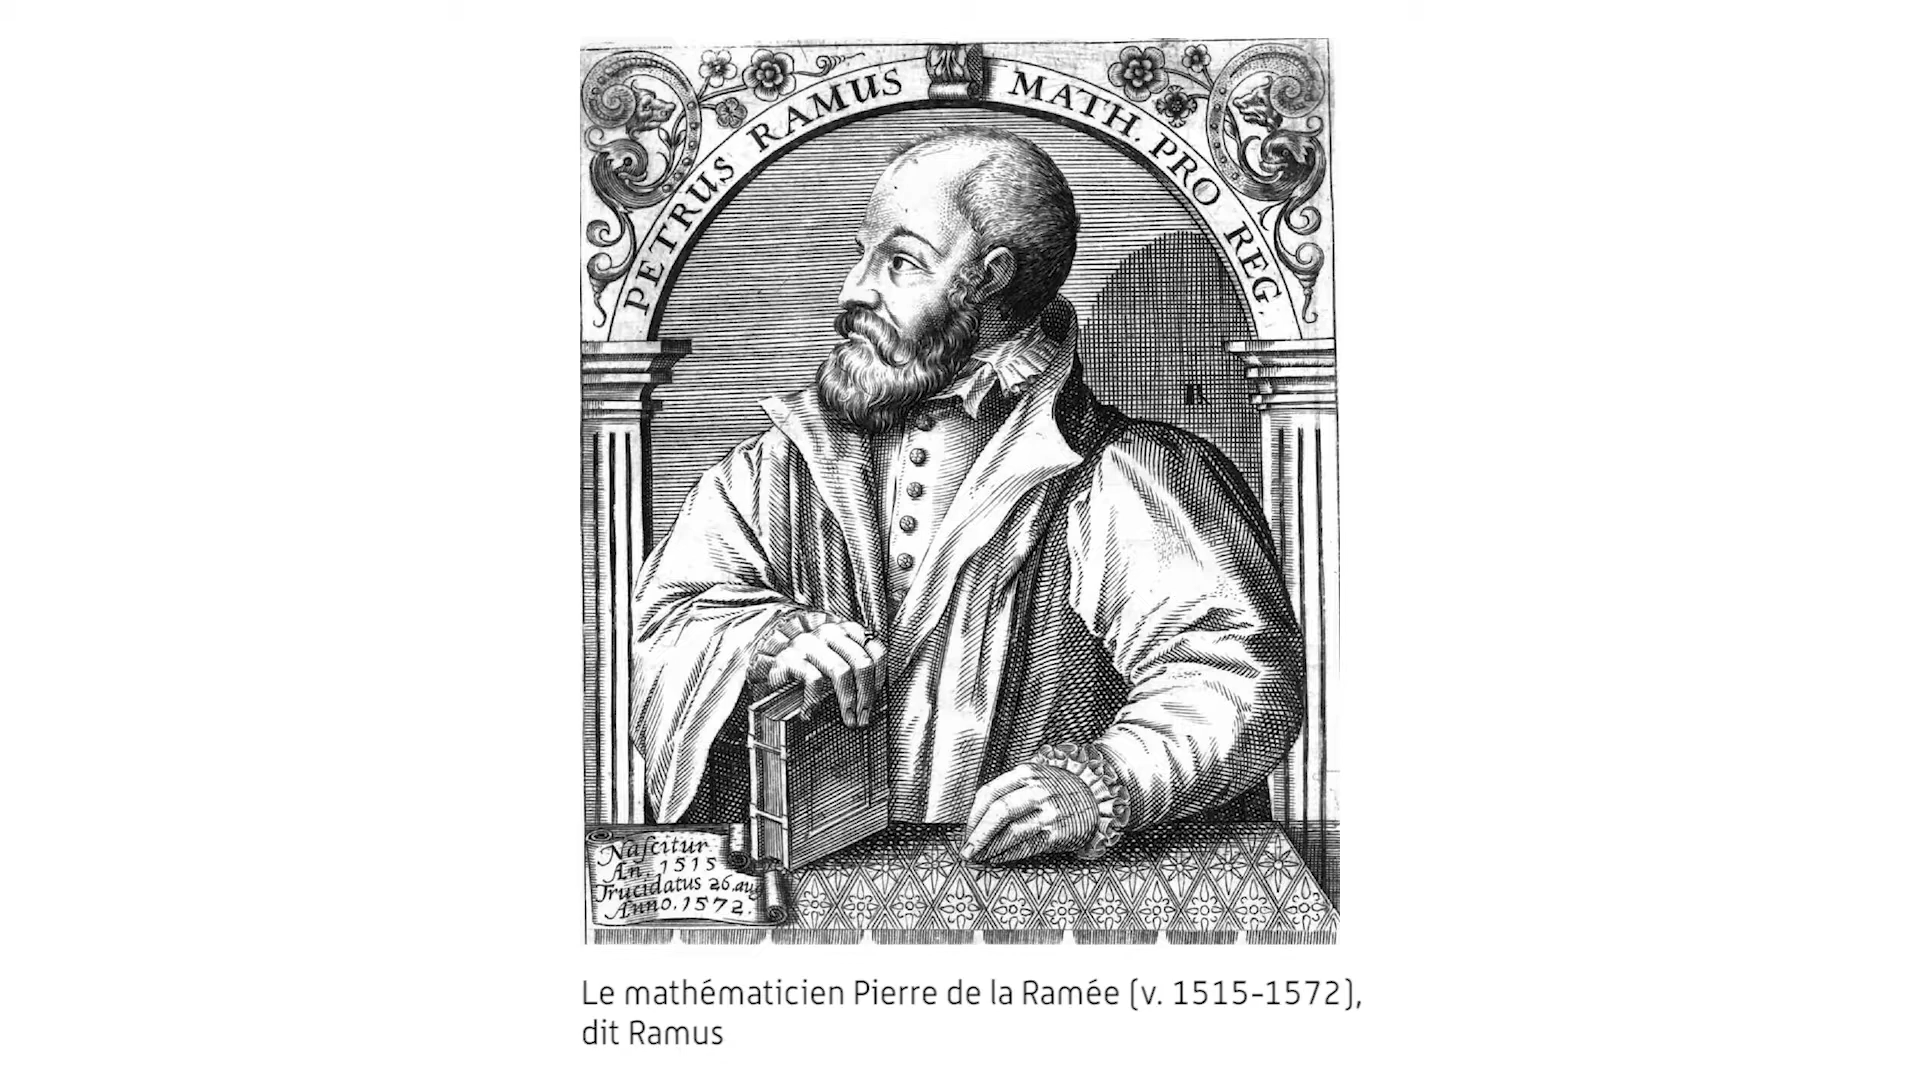 PETRUS RAMUS MATH. PRO REG.
Naſcitur
An. 1515
Trucidatus 26. aug
Anno. 1572.
Le mathématicien Pierre de la Ramée (v. 1515-1572),
dit Ramus